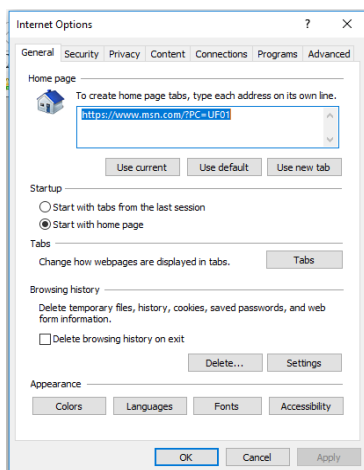 Internet Options
General Security Privacy Content Connections Programs Advanced
Home page
To create home page tabs, type each address on its own line.
https://www.msn.com/?PC=UF01
Use current Use default Use new tab
Startup
Start with tabs from the last session
Start with home page
Tabs
Change how webpages are displayed in tabs. Tabs
Browsing history
Delete temporary files, history, cookies, saved passwords, and web
form information.
Delete browsing history on exit
Delete... Settings
Appearance
Colors Languages Fonts Accessibility
OK Cancel Apply